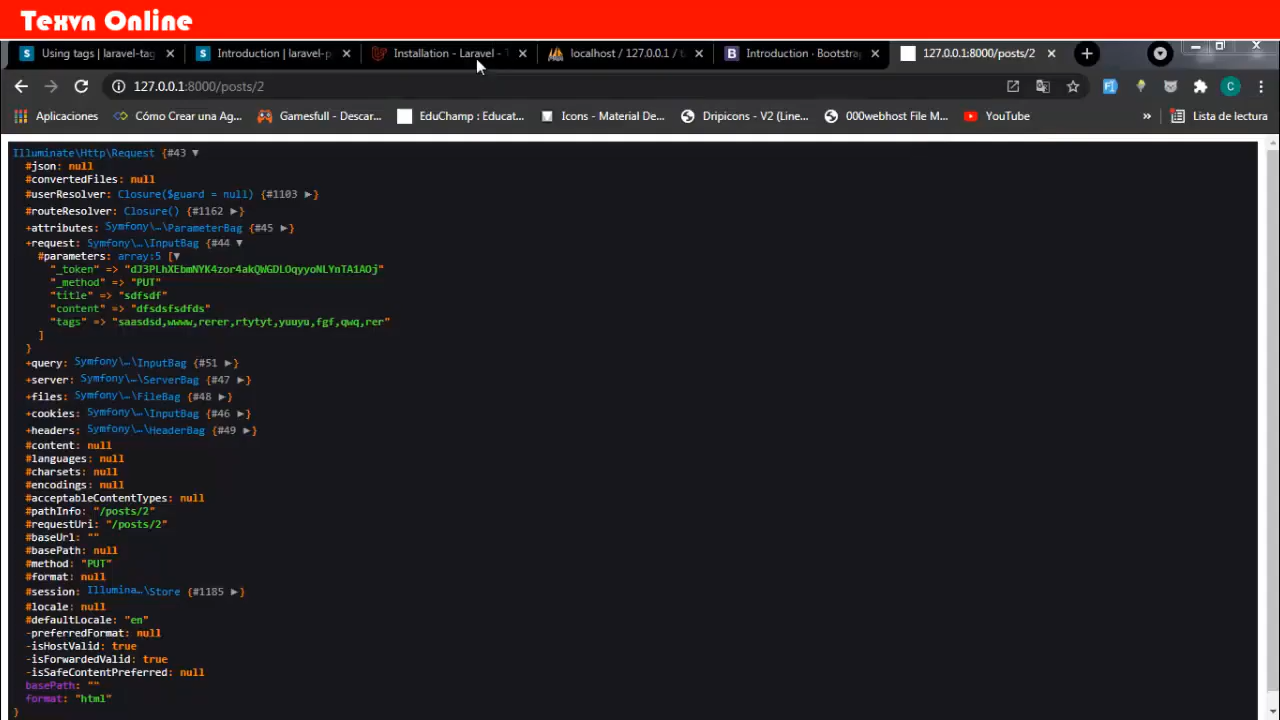 Texvn Online
Using tags | laravel-tag
Introduction | laravel-p
Installation - Laravel - T
localhost / 127.0.0.1 / t
Introduction · Bootstrap
127.0.0.1:8000/posts/2
127.0.0.1:8000/posts/2
Aplicaciones
Cómo Crear una Ag...
Gamesfull - Descar...
EduChamp : Educat...
Icons - Material De...
Dripicons - V2 (Line...
000webhost File M...
YouTube
»
Lista de lectura
Illuminate\Http\Request {#43 ▼
#json: null
#convertedFiles: null
#userResolver: Closure($guard = null) {#1103 ▶}
#routeResolver: Closure() {#1162 ▶}
+attributes: Symfony\…\ParameterBag {#45 ▶}
+request: Symfony\…\InputBag {#44 ▼
#parameters: array:5 [▼
"_token" => "dJ3PLhXEbmNYK4zor4akQWGDLOqyyoNLYnTA1AOj"
"_method" => "PUT"
"title" => "sdfsdf"
"content" => "dfsdsfsdfds"
"tags" => "saasdsd,wwww,rerer,rtytyt,yuuyu,fgf,qwq,rer"
]
}
+query: Symfony\…\InputBag {#51 ▶}
+server: Symfony\…\ServerBag {#47 ▶}
+files: Symfony\…\FileBag {#48 ▶}
+cookies: Symfony\…\InputBag {#46 ▶}
+headers: Symfony\…\HeaderBag {#49 ▶}
#content: null
#languages: null
#charsets: null
#encodings: null
#acceptableContentTypes: null
#pathInfo: "/posts/2"
#requestUri: "/posts/2"
#baseUrl: ""
#basePath: null
#method: "PUT"
#format: null
#session: Illumina…\Store {#1185 ▶}
#locale: null
#defaultLocale: "en"
-preferredFormat: null
-isHostValid: true
-isForwardedValid: true
-isSafeContentPreferred: null
basePath: ""
format: "html"
}